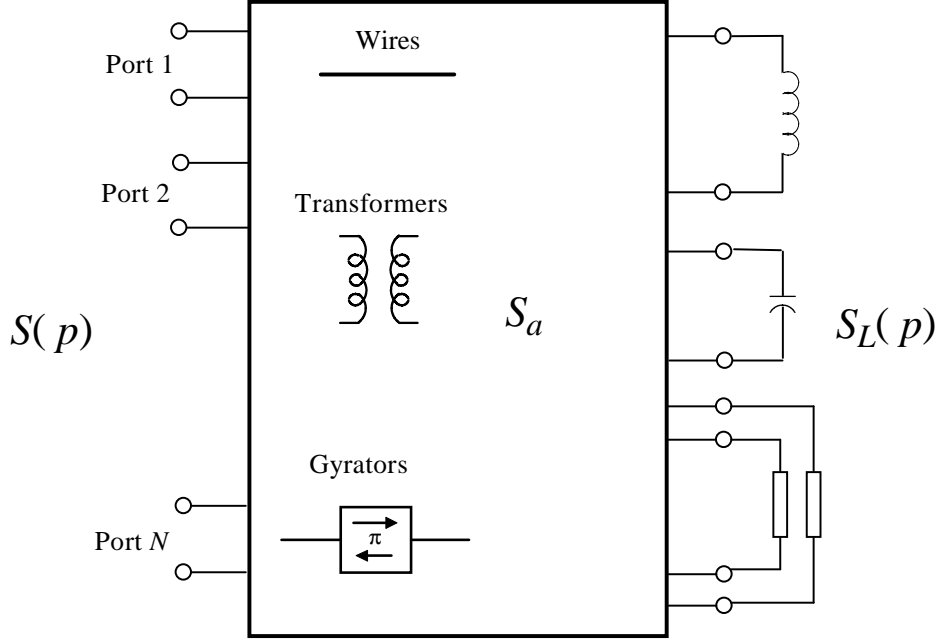 Wires
Port 1
Port 2
Transformers
S( p)
S_a
S_L( p)
Gyrators
π
Port N